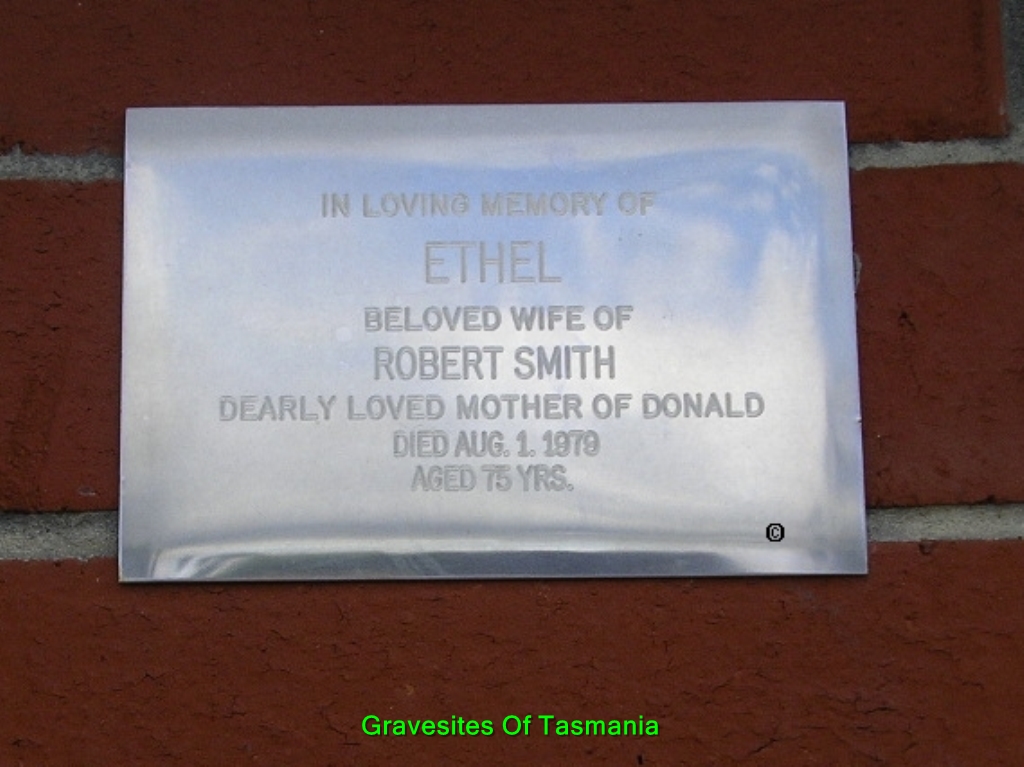 IN LOVING MEMORY OF
ETHEL
BELOVED WIFE OF
ROBERT SMITH
DEARLY LOVED MOTHER OF DONALD
DIED AUG. 1. 1979
AGED 75 YRS.
©
Gravesites Of Tasmania